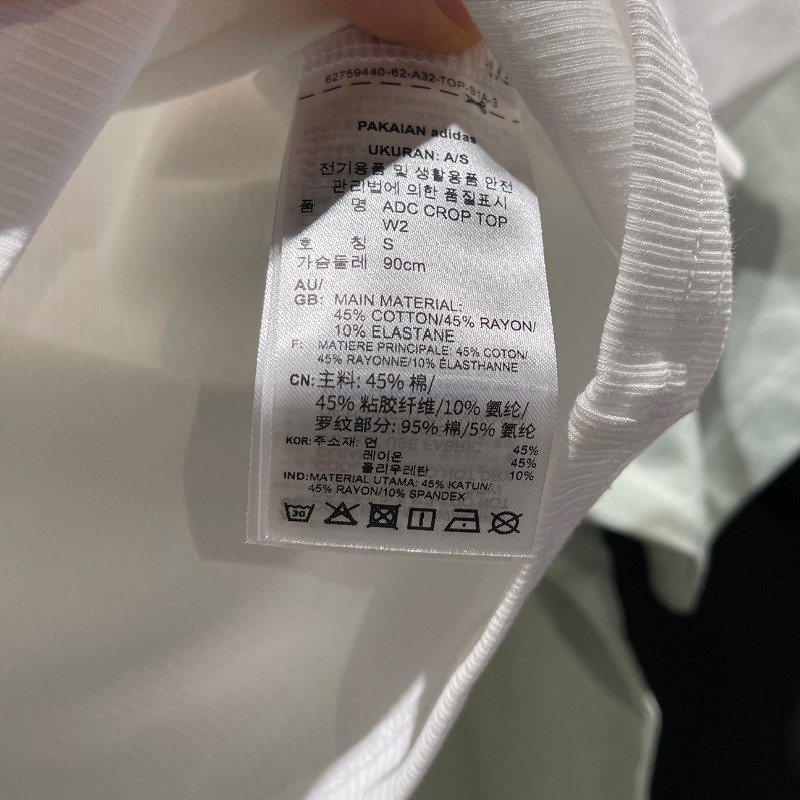 62759440-62-A32-TOP-S1A-3
PAKAIAN adidas
UKURAN: A/S
전기용품 및 생활용품 안전
관리법에 의한 품질표시
품 명 ADC CROP TOP
W2
호 칭 S
가슴둘레 90cm
AU/
GB: MAIN MATERIAL:
45% COTTON/45% RAYON/
10% ELASTANE
F: MATIERE PRINCIPALE: 45% COTON/
45% RAYONNE/10% ÉLASTHANNE
CN: 主料: 45% 棉/
45% 粘胶纤维/10% 氨纶/
罗纹部分: 95% 棉/5% 氨纶
KOR: 주소재: 면 45%
레이온 45%
폴리우레탄 10%
IND: MATERIAL UTAMA: 45% KATUN/
45% RAYON/10% SPANDEX
30